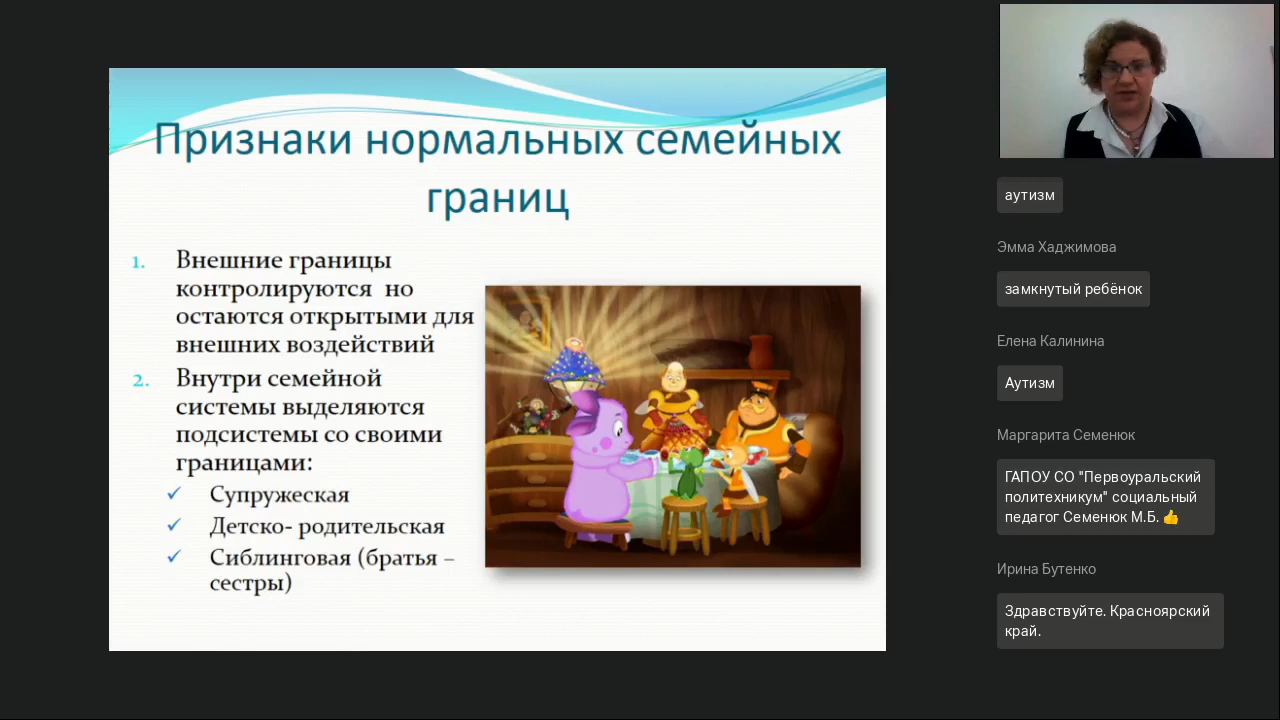 Признаки нормальных семейных
границ
1. Внешние границы
контролируются но
остаются открытыми для
внешних воздействий
2. Внутри семейной
системы выделяются
подсистемы со своими
границами:
✓ Супружеская
✓ Детско- родительская
✓ Сиблинговая (братья –
сестры)
аутизм
Эмма Хаджимова
замкнутый ребёнок
Елена Калинина
Аутизм
Маргарита Семенюк
ГАПОУ СО "Первоуральский
политехникум" социальный
педагог Семенюк М.Б. 👍
Ирина Бутенко
Здравствуйте. Красноярский
край.